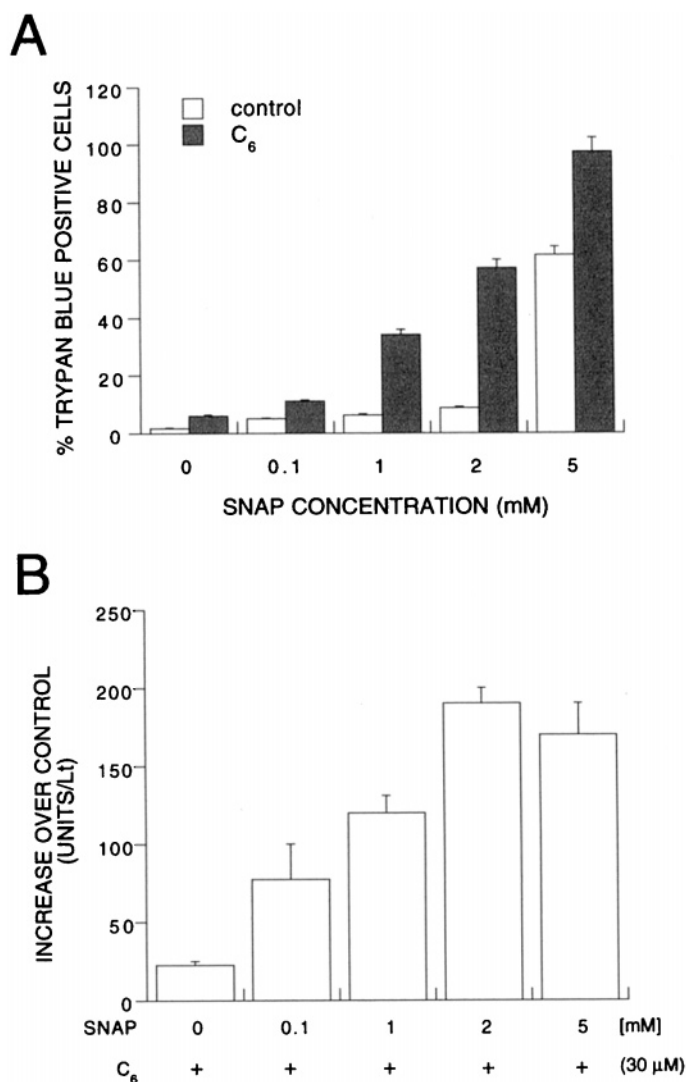 A
% TRYPAN BLUE POSITIVE CELLS
120
100
80
60
40
20
0
control
C6
0 0.1 1 2 5
SNAP CONCENTRATION (mM)
B
INCREASE OVER CONTROL
(UNITS/Lt)
250
200
150
100
50
0
SNAP 0 0.1 1 2 5 [mM]
C6 + + + + + (30 μM)